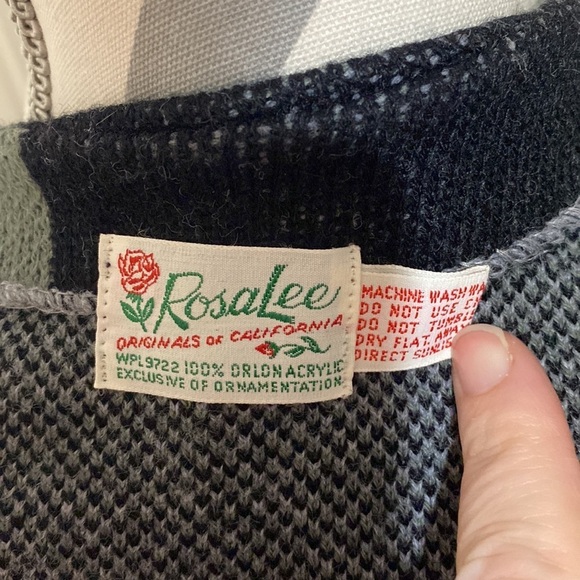 RosaLee
ORIGINALS OF CALIFORNIA
WPL9722 100% ORLON ACRYLIC
EXCLUSIVE OF ORNAMENTATION
MACHINE WASH
DO NOT USE
DO NOT
DRY FLAT AWAY
DIRECT